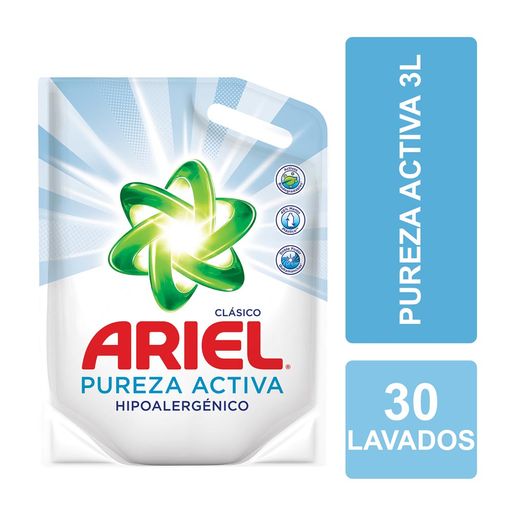 CLÁSICO
ARIEL®
PUREZA ACTIVA
HIPOALERGÉNICO
PUREZA ACTIVA 3L
30
LAVADOS